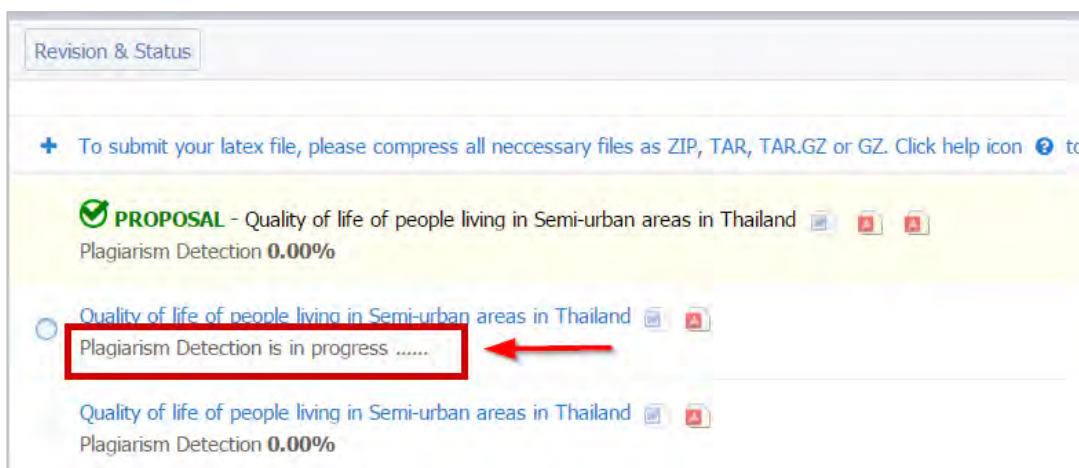 Revision & Status
To submit your latex file, please compress all neccessary files as ZIP, TAR, TAR.GZ or GZ. Click help icon to
PROPOSAL - Quality of life of people living in Semi-urban areas in Thailand
Plagiarism Detection 0.00%
Quality of life of people living in Semi-urban areas in Thailand
Plagiarism Detection is in progress ......
Quality of life of people living in Semi-urban areas in Thailand
Plagiarism Detection 0.00%